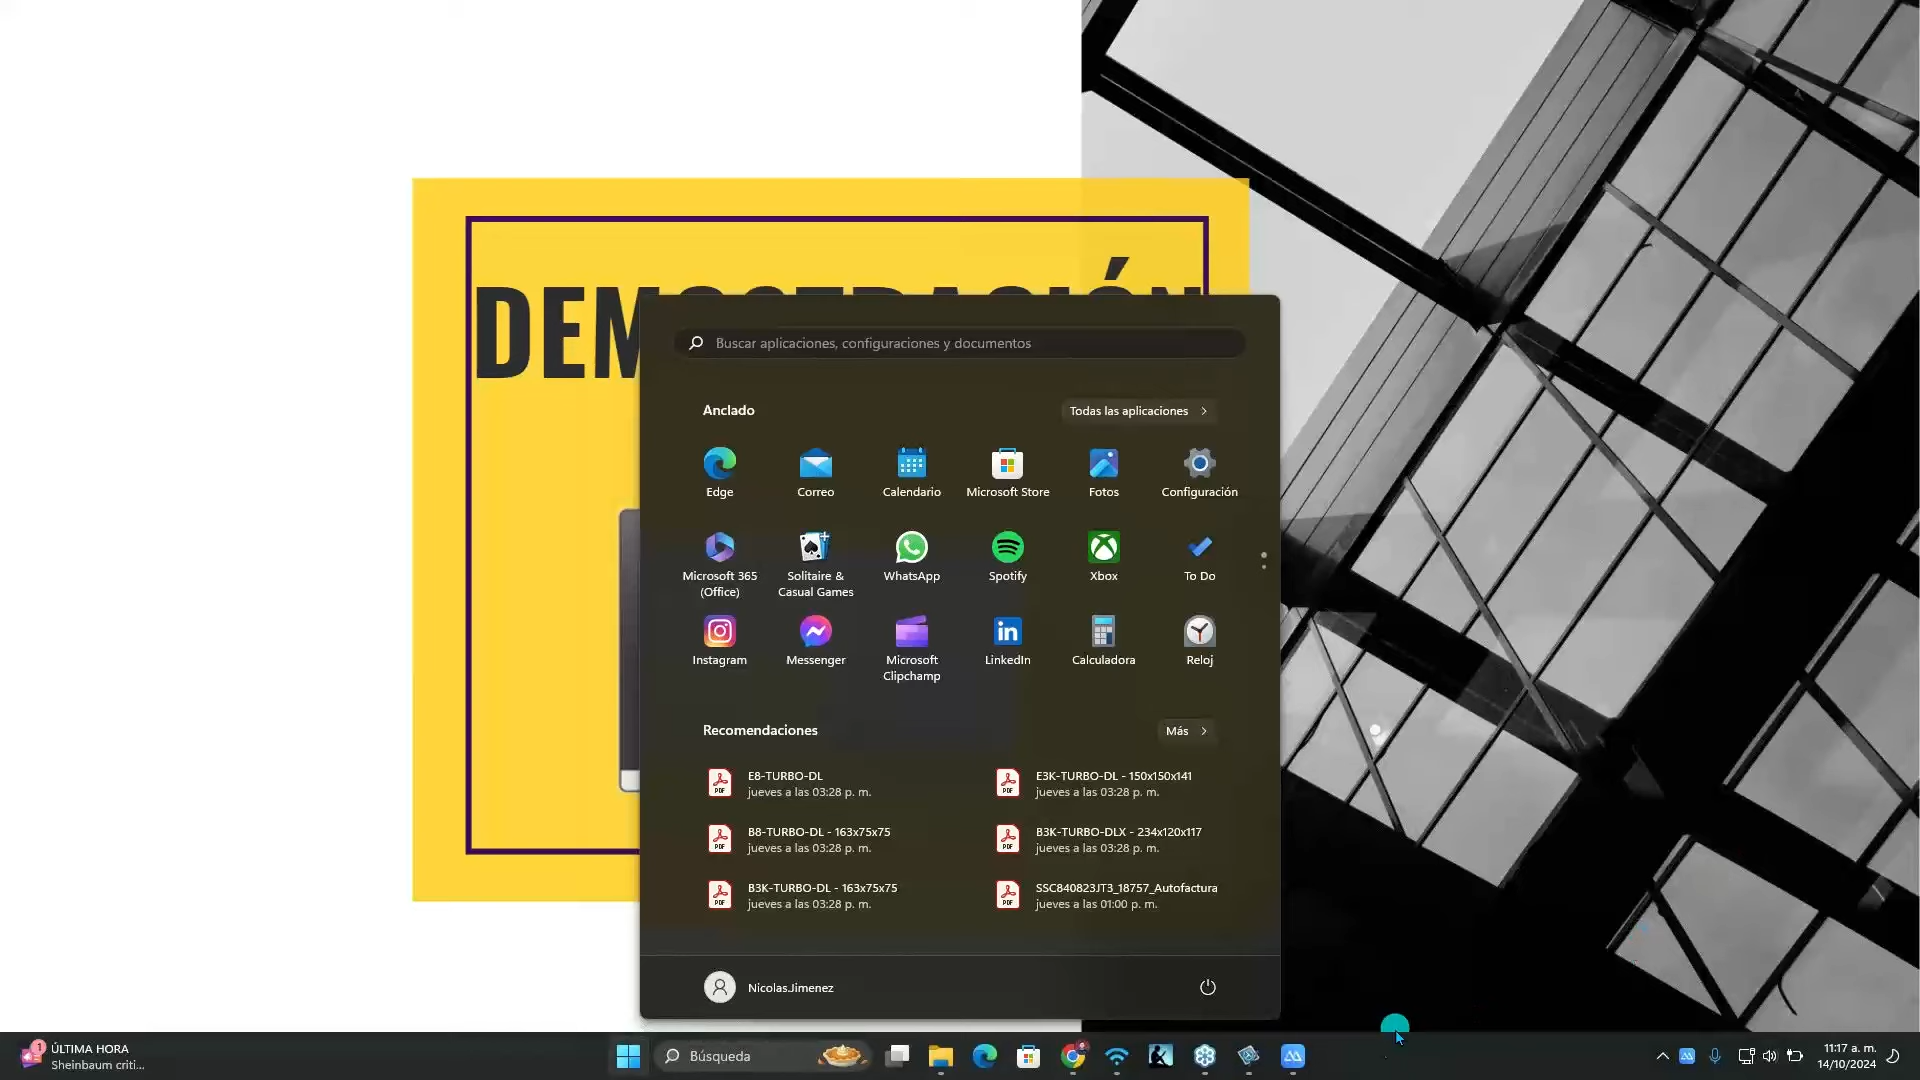 DEMOSTRACIÓN
Buscar aplicaciones, configuraciones y documentos
Anclado
Todas las aplicaciones
Edge
Correo
Calendario
Microsoft Store
Fotos
Configuración
Microsoft 365
(Office)
Solitaire &
Casual Games
WhatsApp
Spotify
Xbox
To Do
Instagram
Messenger
Microsoft
Clipchamp
LinkedIn
Calculadora
Reloj
Recomendaciones
Más
E8-TURBO-DL
jueves a las 03:28 p. m.
E3K-TURBO-DL - 150x150x141
jueves a las 03:28 p. m.
B8-TURBO-DL - 163x75x75
jueves a las 03:28 p. m.
B3K-TURBO-DLX - 234x120x117
jueves a las 03:28 p. m.
B3K-TURBO-DL - 163x75x75
jueves a las 03:28 p. m.
SSC840823JT3_18757_Autofactura
jueves a las 01:00 p. m.
Nicolas.Jimenez
1
ÚLTIMA HORA
Sheinbaum criti...
Búsqueda
11:17 a. m.
14/10/2024